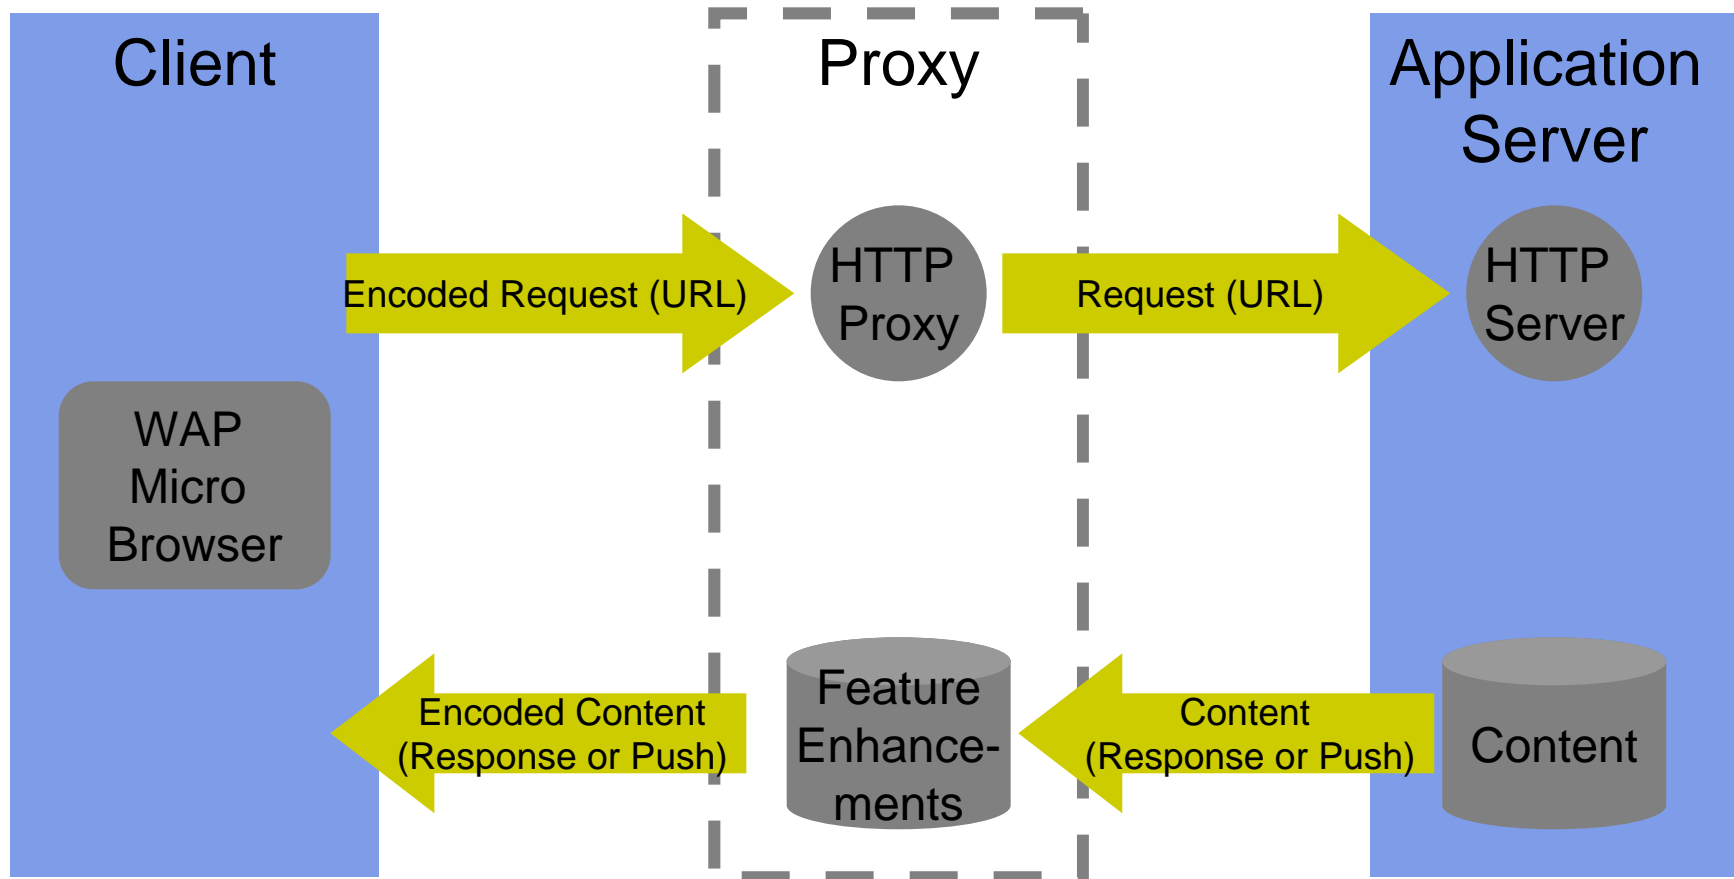 Client
Proxy
Application
Server
Encoded Request (URL)
HTTP
Proxy
Request (URL)
HTTP
Server
WAP
Micro
Browser
Encoded Content
(Response or Push)
Feature
Enhance-
ments
Content
(Response or Push)
Content